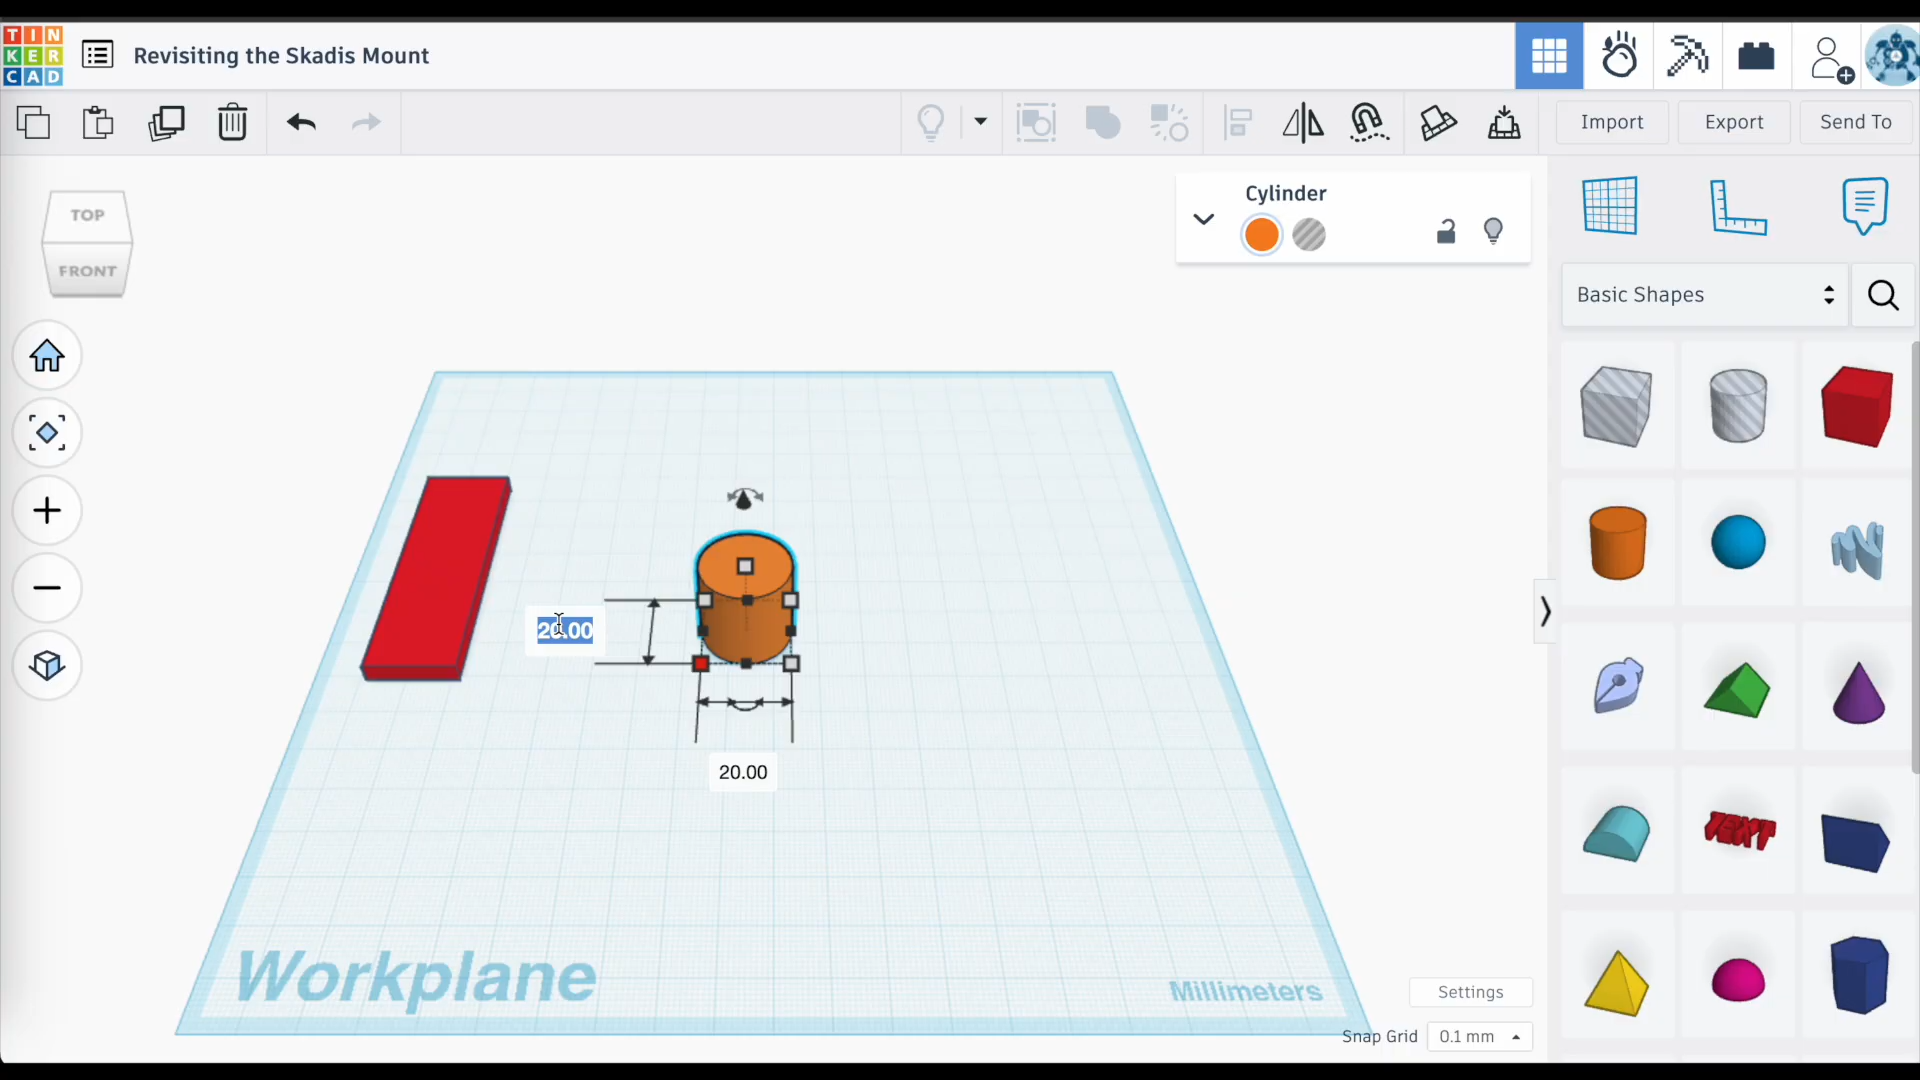 TIN
KER
CAD
Revisiting the Skadis Mount
Import
Export
Send To
TOP
FRONT
Cylinder
Basic Shapes
20.00
20.00
TEXT
Workplane
Millimeters
Settings
Snap Grid
0.1 mm